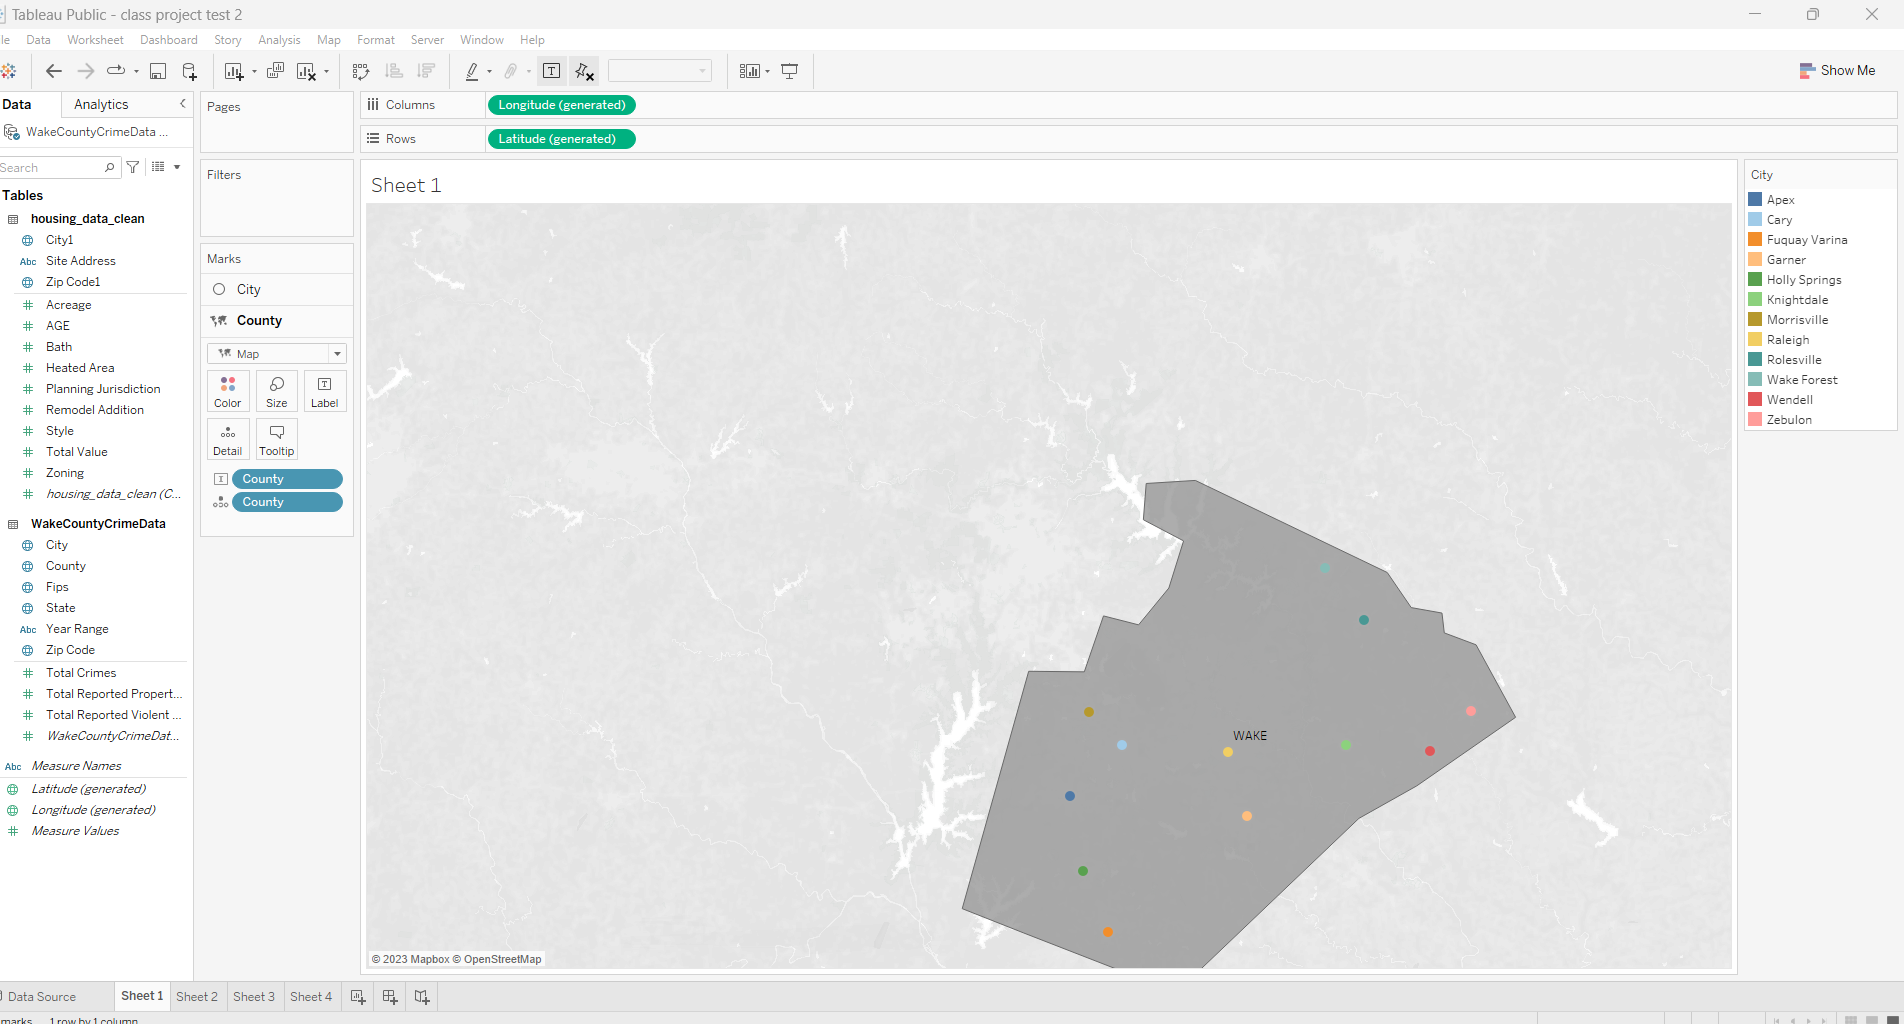 Tableau Public - class project test 2
le Data Worksheet Dashboard Story Analysis Map Format Server Window Help
Show Me
Data Analytics
WakeCountyCrimeData ...
Search
Tables
housing_data_clean
City1
Abc Site Address
Zip Code1
Acreage
AGE
Bath
Heated Area
Planning Jurisdiction
Remodel Addition
Style
Total Value
Zoning
housing_data_clean (C...
WakeCountyCrimeData
City
County
Fips
State
Abc Year Range
Zip Code
Total Crimes
Total Reported Propert...
Total Reported Violent ...
WakeCountyCrimeDat...
Abc Measure Names
Latitude (generated)
Longitude (generated)
Measure Values
Pages
Filters
Marks
City
County
Map
Color Size Label
Detail Tooltip
County
County
Columns Longitude (generated)
Rows Latitude (generated)
Sheet 1
WAKE
© 2023 Mapbox © OpenStreetMap
City
Apex
Cary
Fuquay Varina
Garner
Holly Springs
Knightdale
Morrisville
Raleigh
Rolesville
Wake Forest
Wendell
Zebulon
Data Source Sheet 1 Sheet 2 Sheet 3 Sheet 4
marks 1 row by 1 column